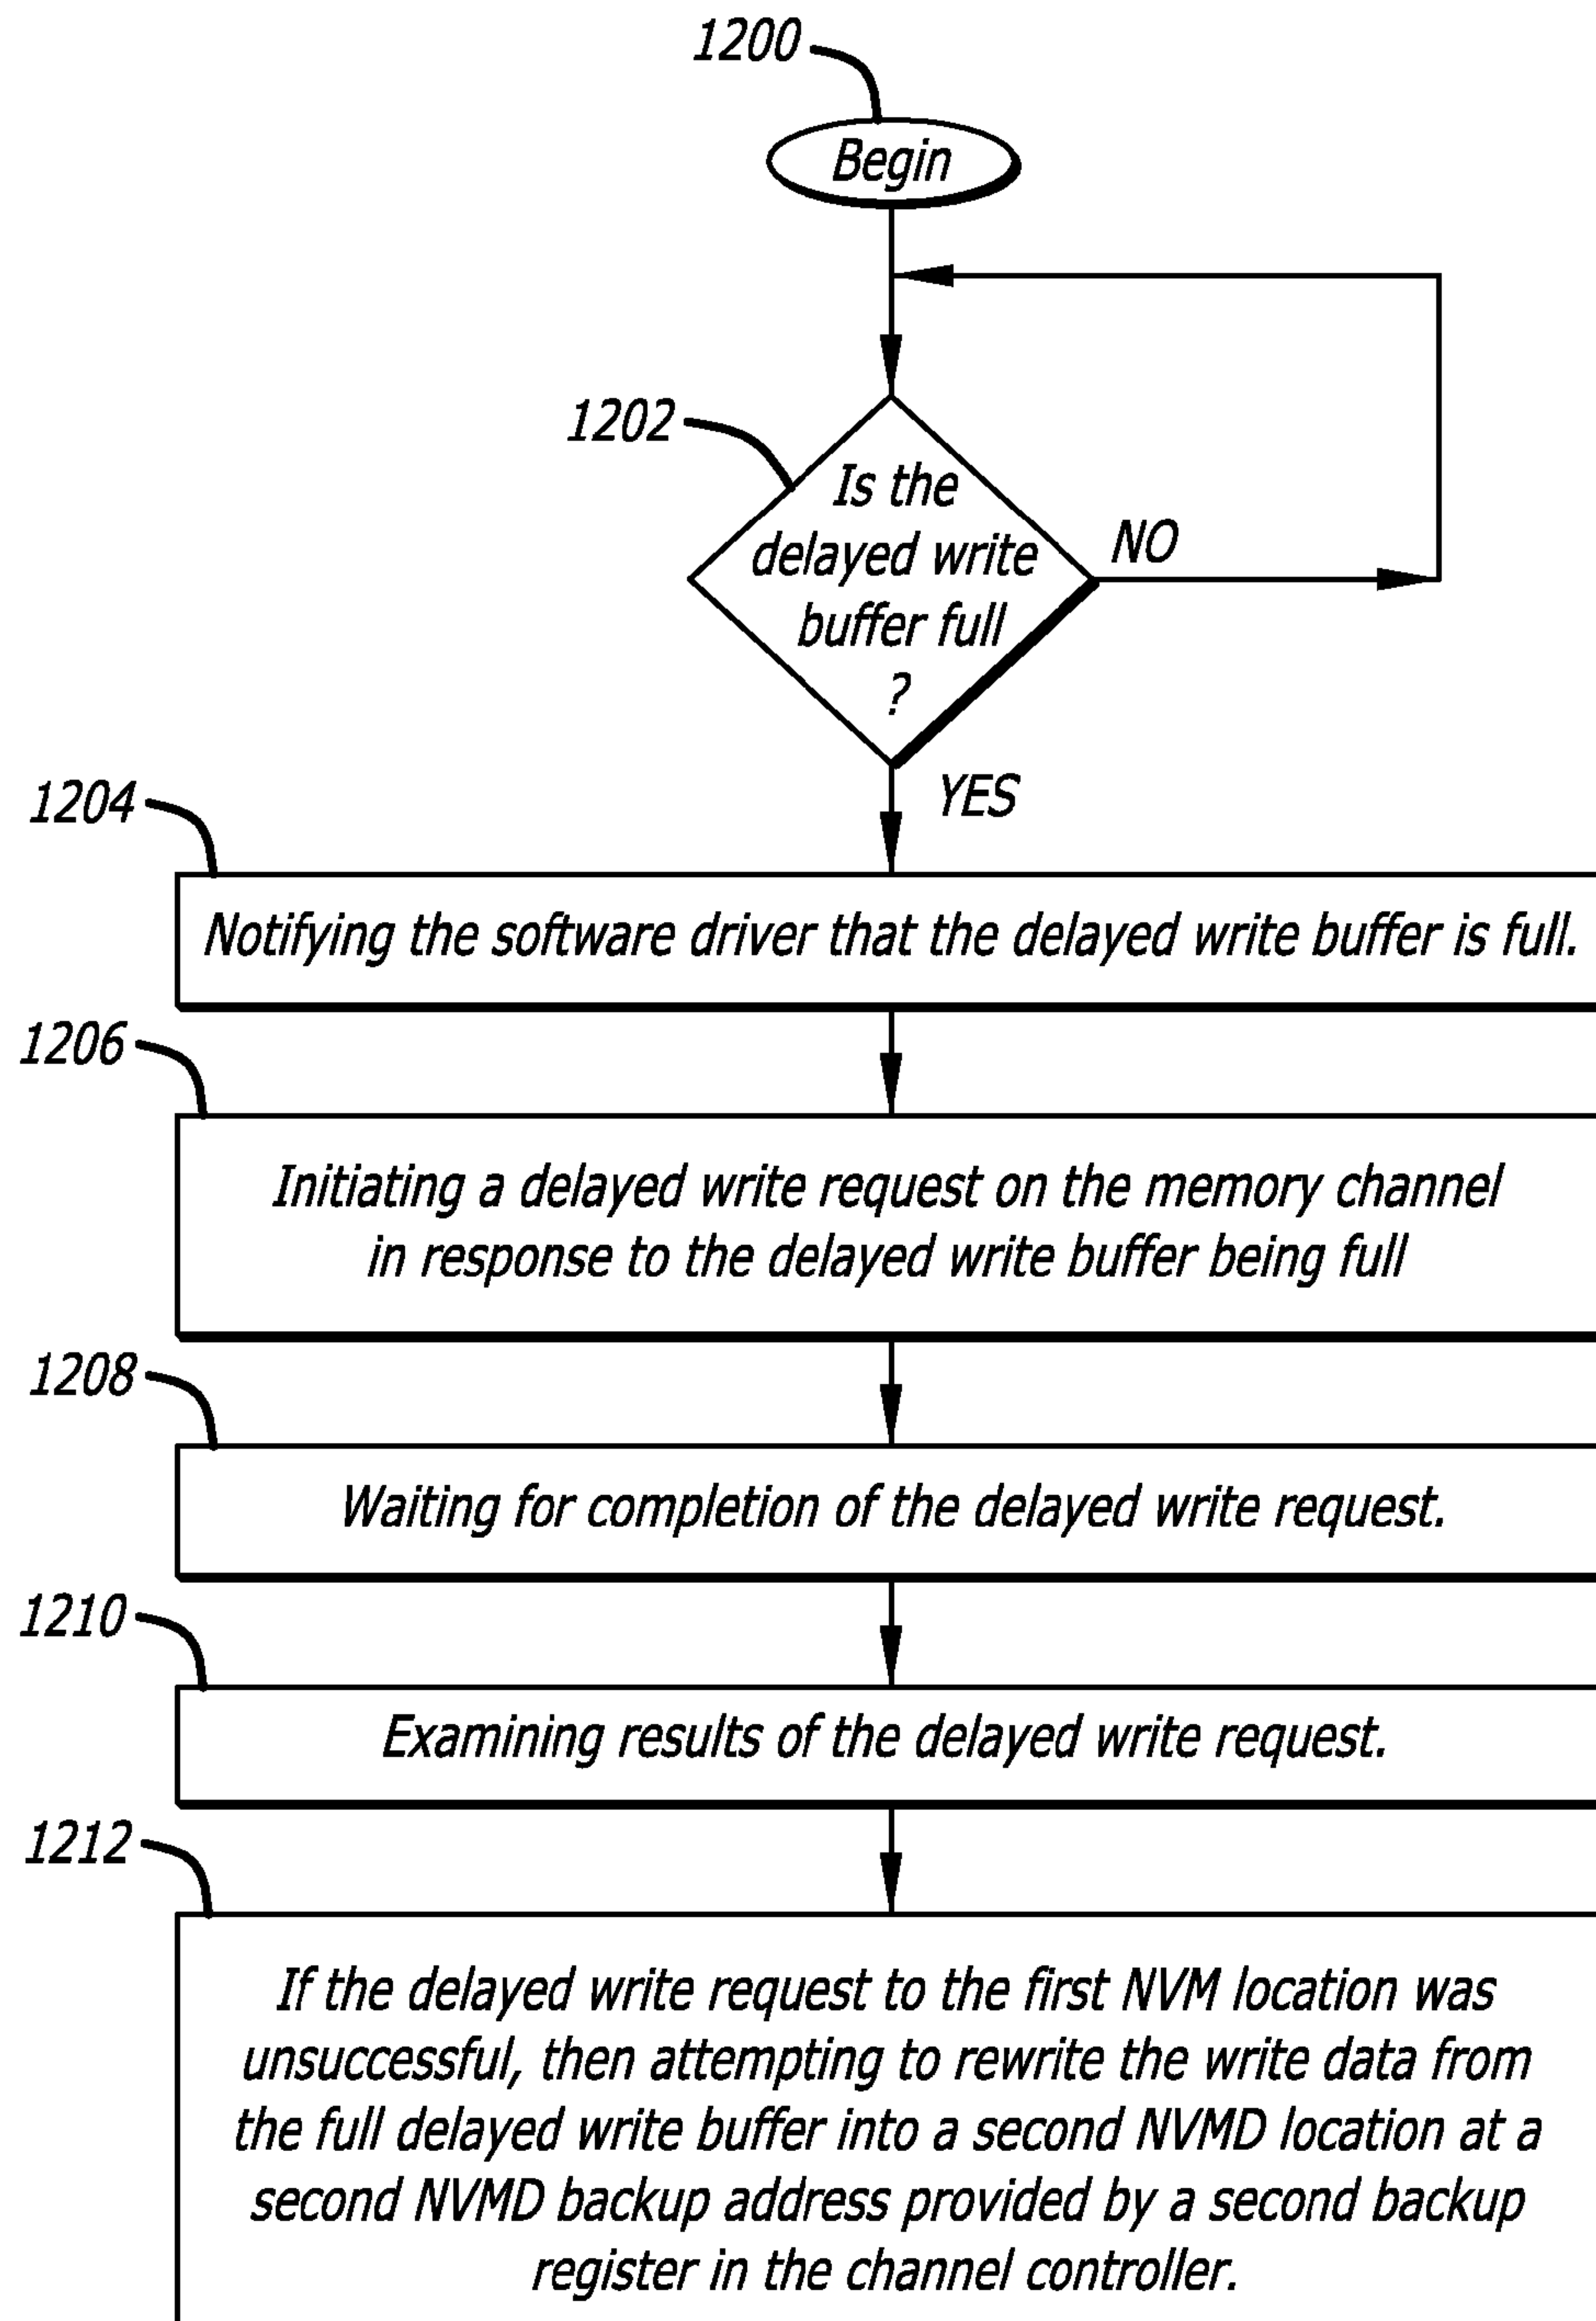 1200
Begin
1202
Is the
delayed write
buffer full
?
NO
YES
1204
Notifying the software driver that the delayed write buffer is full.
1206
Initiating a delayed write request on the memory channel
in response to the delayed write buffer being full
1208
Waiting for completion of the delayed write request.
1210
Examining results of the delayed write request.
1212
If the delayed write request to the first NVM location was
unsuccessful, then attempting to rewrite the write data from
the full delayed write buffer into a second NVMD location at a
second NVMD backup address provided by a second backup
register in the channel controller.